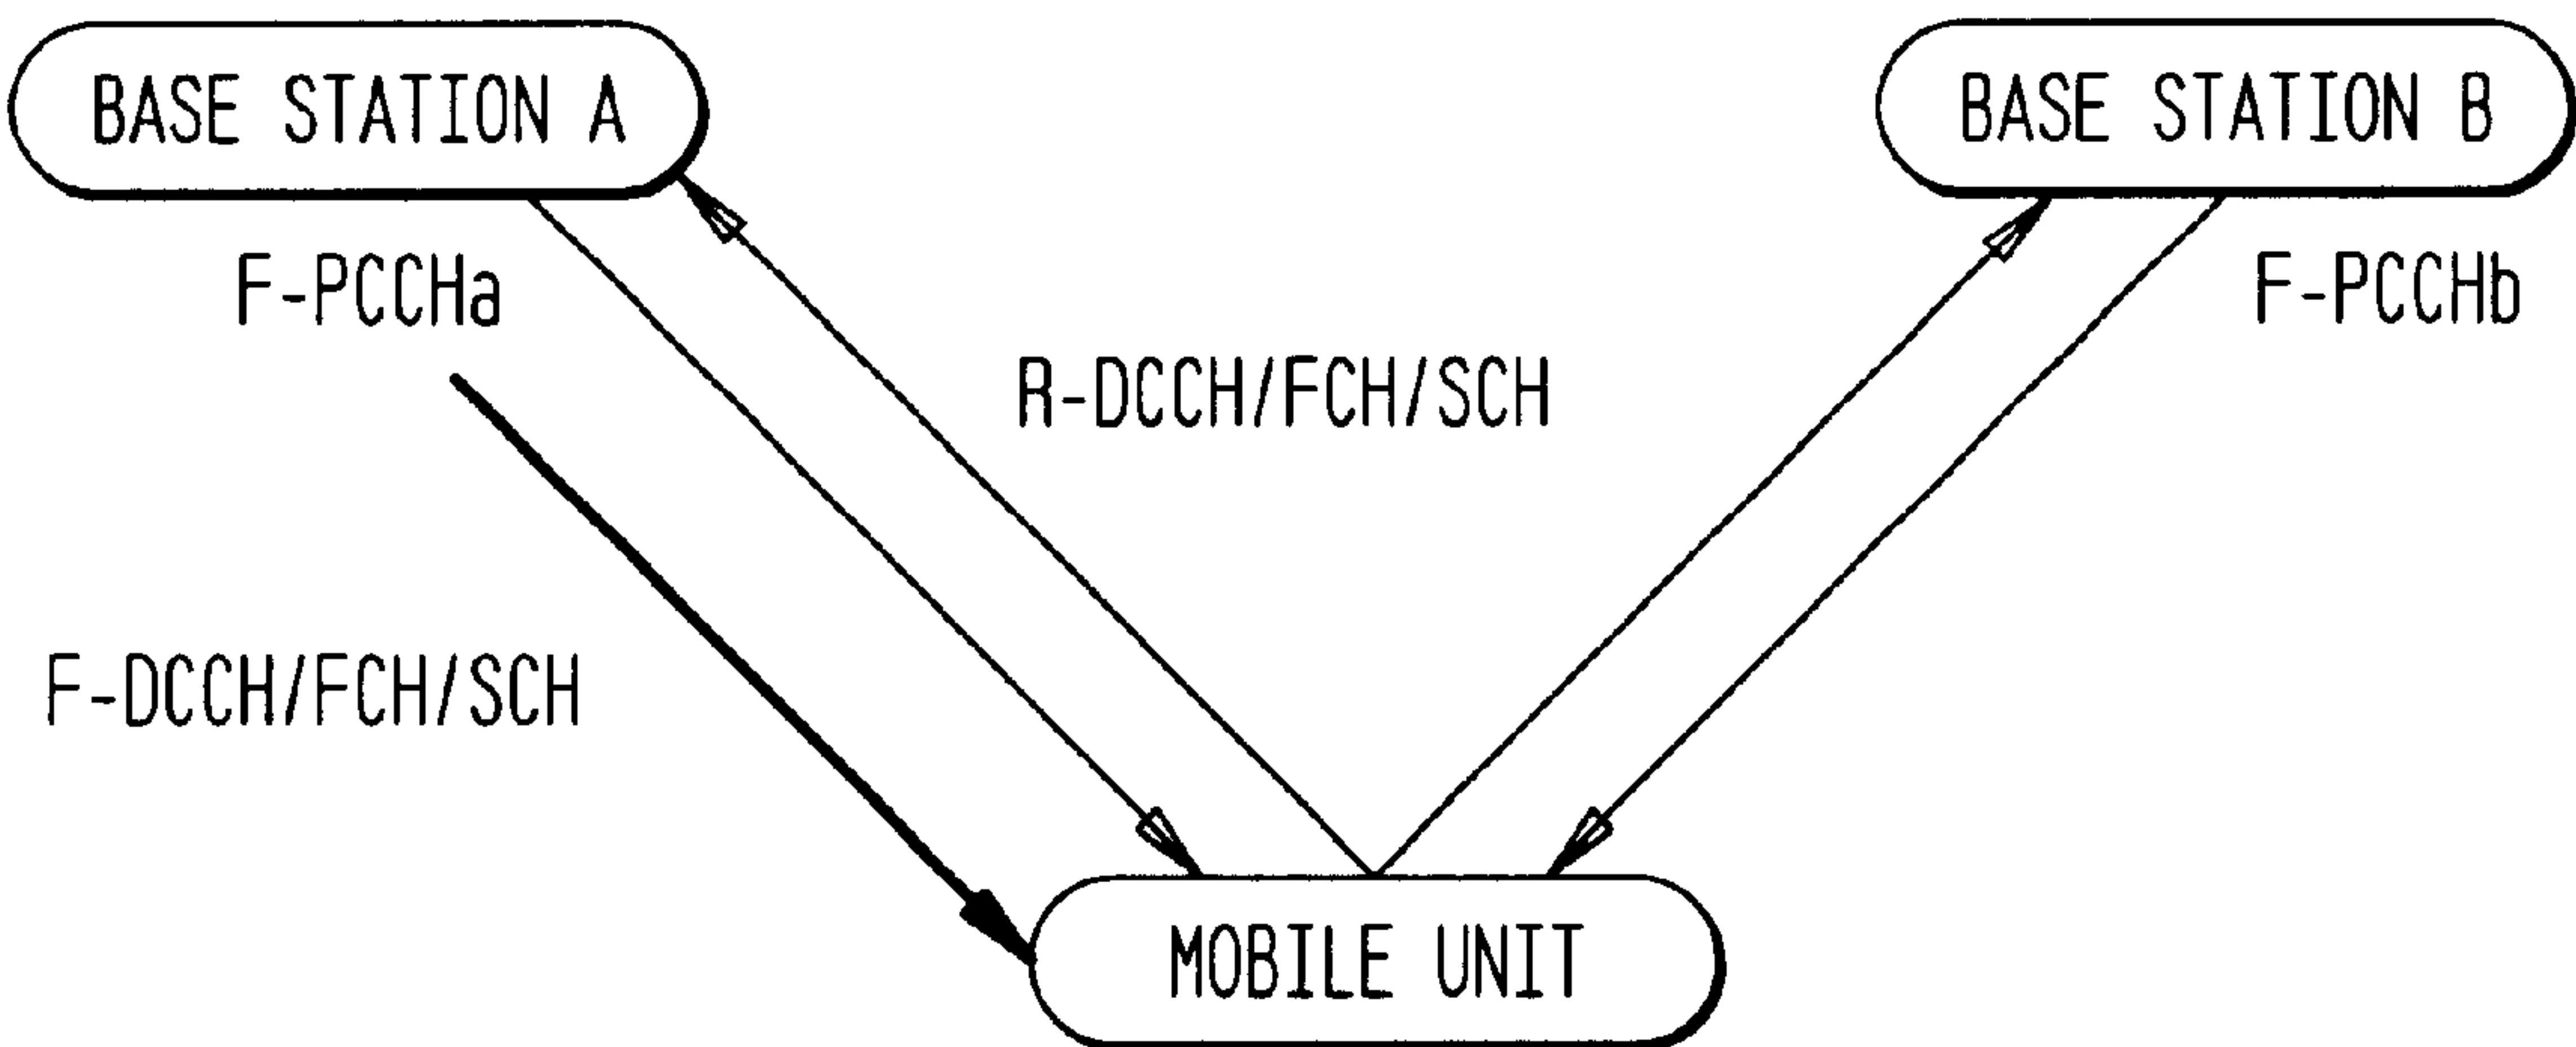 BASE STATION A
BASE STATION B
F-PCCHa
F-PCCHb
R-DCCH/FCH/SCH
F-DCCH/FCH/SCH
MOBILE UNIT